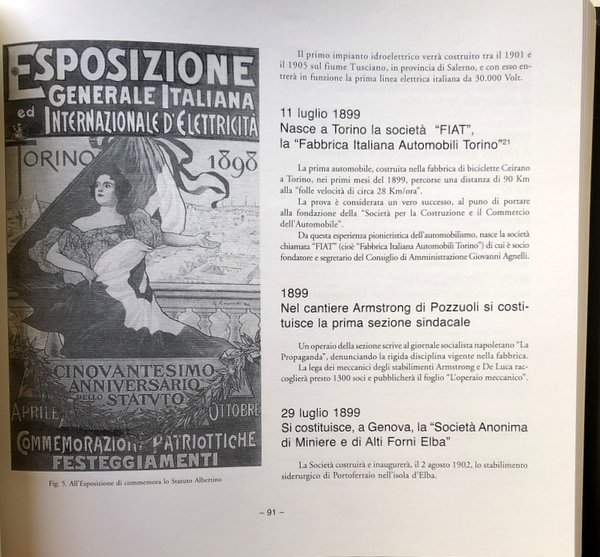 ESPOSIZIONE
GENERALE ITALIANA
ed INTERNAZIONALE D'ELETTRICITÀ
TORINO 1898
CINQVANTESIMO
ANNIVERSARIO
DELLO STATVTO
APRILE OTTOBRE
COMMEMORAZIONI PATRIOTTICHE
FESTEGGIAMENTI
Fig. 5. All'Esposizione di commemora lo Statuto Albertino
Il primo impianto idroelettrico verrà costruito tra il 1901 e
il 1905 sul fiume Tusciano, in provincia di Salerno, e con esso en-
trerà in funzione la prima linea elettrica italiana da 30.000 Volt.
11 luglio 1899
Nasce a Torino la società "FIAT",
la "Fabbrica Italiana Automobili Torino"21
La prima automobile, costruita nella fabbrica di biciclette Ceirano
a Torino, nei primi mesi del 1899, percorse una distanza di 90 Km
alla "folle velocità di circa 28 Km/ora".
La prova è considerata un vero successo, al puno di portare
alla fondazione della "Società per la Costruzione e il Commercio
dell'Automobile".
Da questa esperienza pionieristica dell'automobilismo, nasce la società
chiamata "FIAT" (cioè "Fabbrica Italiana Automobili Torino") di cui è socio
fondatore e segretario del Consiglio di Amministrazione Giovanni Agnelli.
1899
Nel cantiere Armstrong di Pozzuoli si costi-
tuisce la prima sezione sindacale
Un operaio della sezione scrive al giornale socialista napolerano "La
Propaganda", denunciando la rigida disciplina vigente nella fabbrica.
La lega dei meccanici degli stabilimenti Armstrong e De Luca rac-
coglierà presto 1300 soci e pubblicherà il foglio "L'operaio meccanico".
29 luglio 1899
Si costituisce, a Genova, la "Società Anonima
di Miniere e di Alti Forni Elba"
La Società costruirà e inaugurerà, il 2 agosto 1902, lo stabilimento
siderurgico di Portoferraio nell'isola d'Elba.
– 91 –